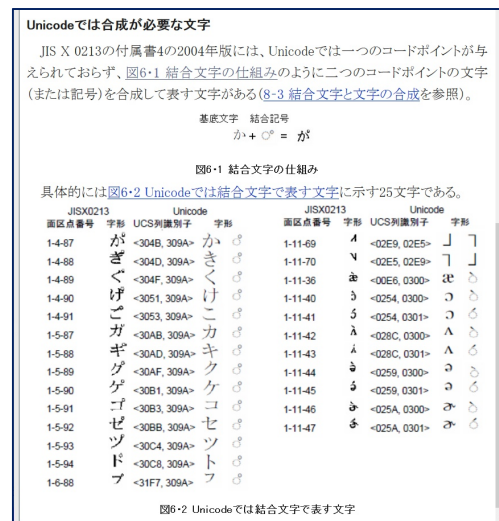 Unicodeでは合成が必要な文字
JIS X 0213の付属書4の2004年版には、Unicodeでは一つのコードポイントが与
えられておらず、図6・1 結合文字の仕組みのように二つのコードポイントの文字
(または記号)を合成して表す文字がある(8-3 結合文字と文字の合成を参照)。
基底文字 結合記号
か + ◌゚ = か゚
図6・1 結合文字の仕組み
具体的には図6・2 Unicodeでは結合文字で表す文字に示す25文字である。
JISX0213 Unicode
面区点番号 字形 UCS列識別子 字形
1-4-87 か゚ <304B, 309A> か ◌゚
1-4-88 き゚ <304D, 309A> き ◌゚
1-4-89 く゚ <304F, 309A> く ◌゚
1-4-90 け゚ <3051, 309A> け ◌゚
1-4-91 こ゚ <3053, 309A> こ ◌゚
1-5-87 カ゚ <30AB, 309A> カ ◌゚
1-5-88 キ゚ <30AD, 309A> キ ◌゚
1-5-89 ク゚ <30AF, 309A> ク ◌゚
1-5-90 ケ゚ <30B1, 309A> ケ ◌゚
1-5-91 コ゚ <30B3, 309A> コ ◌゚
1-5-92 セ゚ <30BB, 309A> セ ◌゚
1-5-93 ツ゚ <30C4, 309A> ツ ◌゚
1-5-94 ト゚ <30C8, 309A> ト ◌゚
1-6-88 ㇷ゚ <31F7, 309A> ㇷ ◌゚
JISX0213 Unicode
面区点番号 字形 UCS列識別子 字形
1-11-69 ˩˥ <02E9, 02E5> ˩ ˥
1-11-70 ˥˩ <02E5, 02E9> ˥ ˩
1-11-36 æ̀ <00E6, 0300> æ ◌̀
1-11-40 ɔ̀ <0254, 0300> ɔ ◌̀
1-11-41 ɔ́ <0254, 0301> ɔ ◌́
1-11-42 ʌ̀ <028C, 0300> ʌ ◌̀
1-11-43 ʌ́ <028C, 0301> ʌ ◌́
1-11-44 ə̀ <0259, 0300> ə ◌̀
1-11-45 ə́ <0259, 0301> ə ◌́
1-11-46 ɚ̀ <025A, 0300> ɚ ◌̀
1-11-47 ɚ́ <025A, 0301> ɚ ◌́
図6・2 Unicodeでは結合文字で表す文字